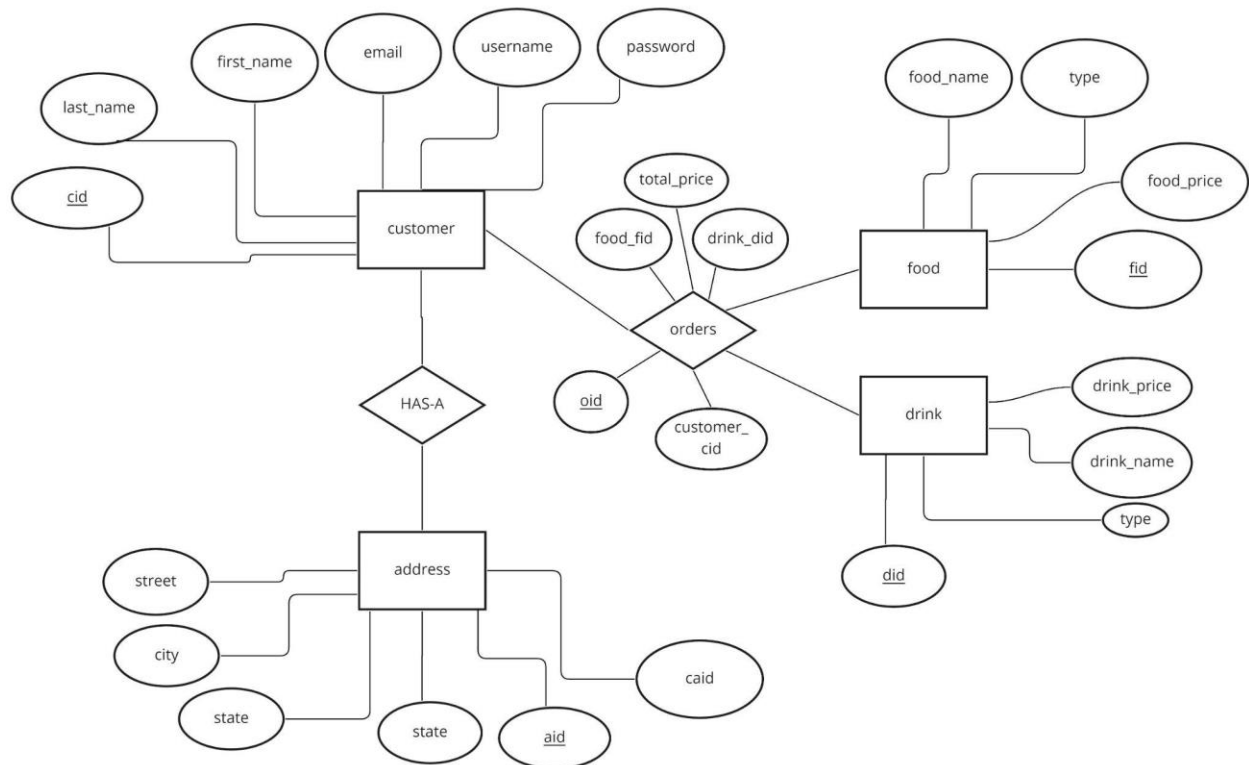 first_name
email
username
password
last_name
cid
customer
food_name
type
food_price
food
fid
total_price
food_fid
drink_did
orders
oid
customer_
cid
drink_price
drink
drink_name
type
did
HAS-A
address
street
city
state
state
aid
caid